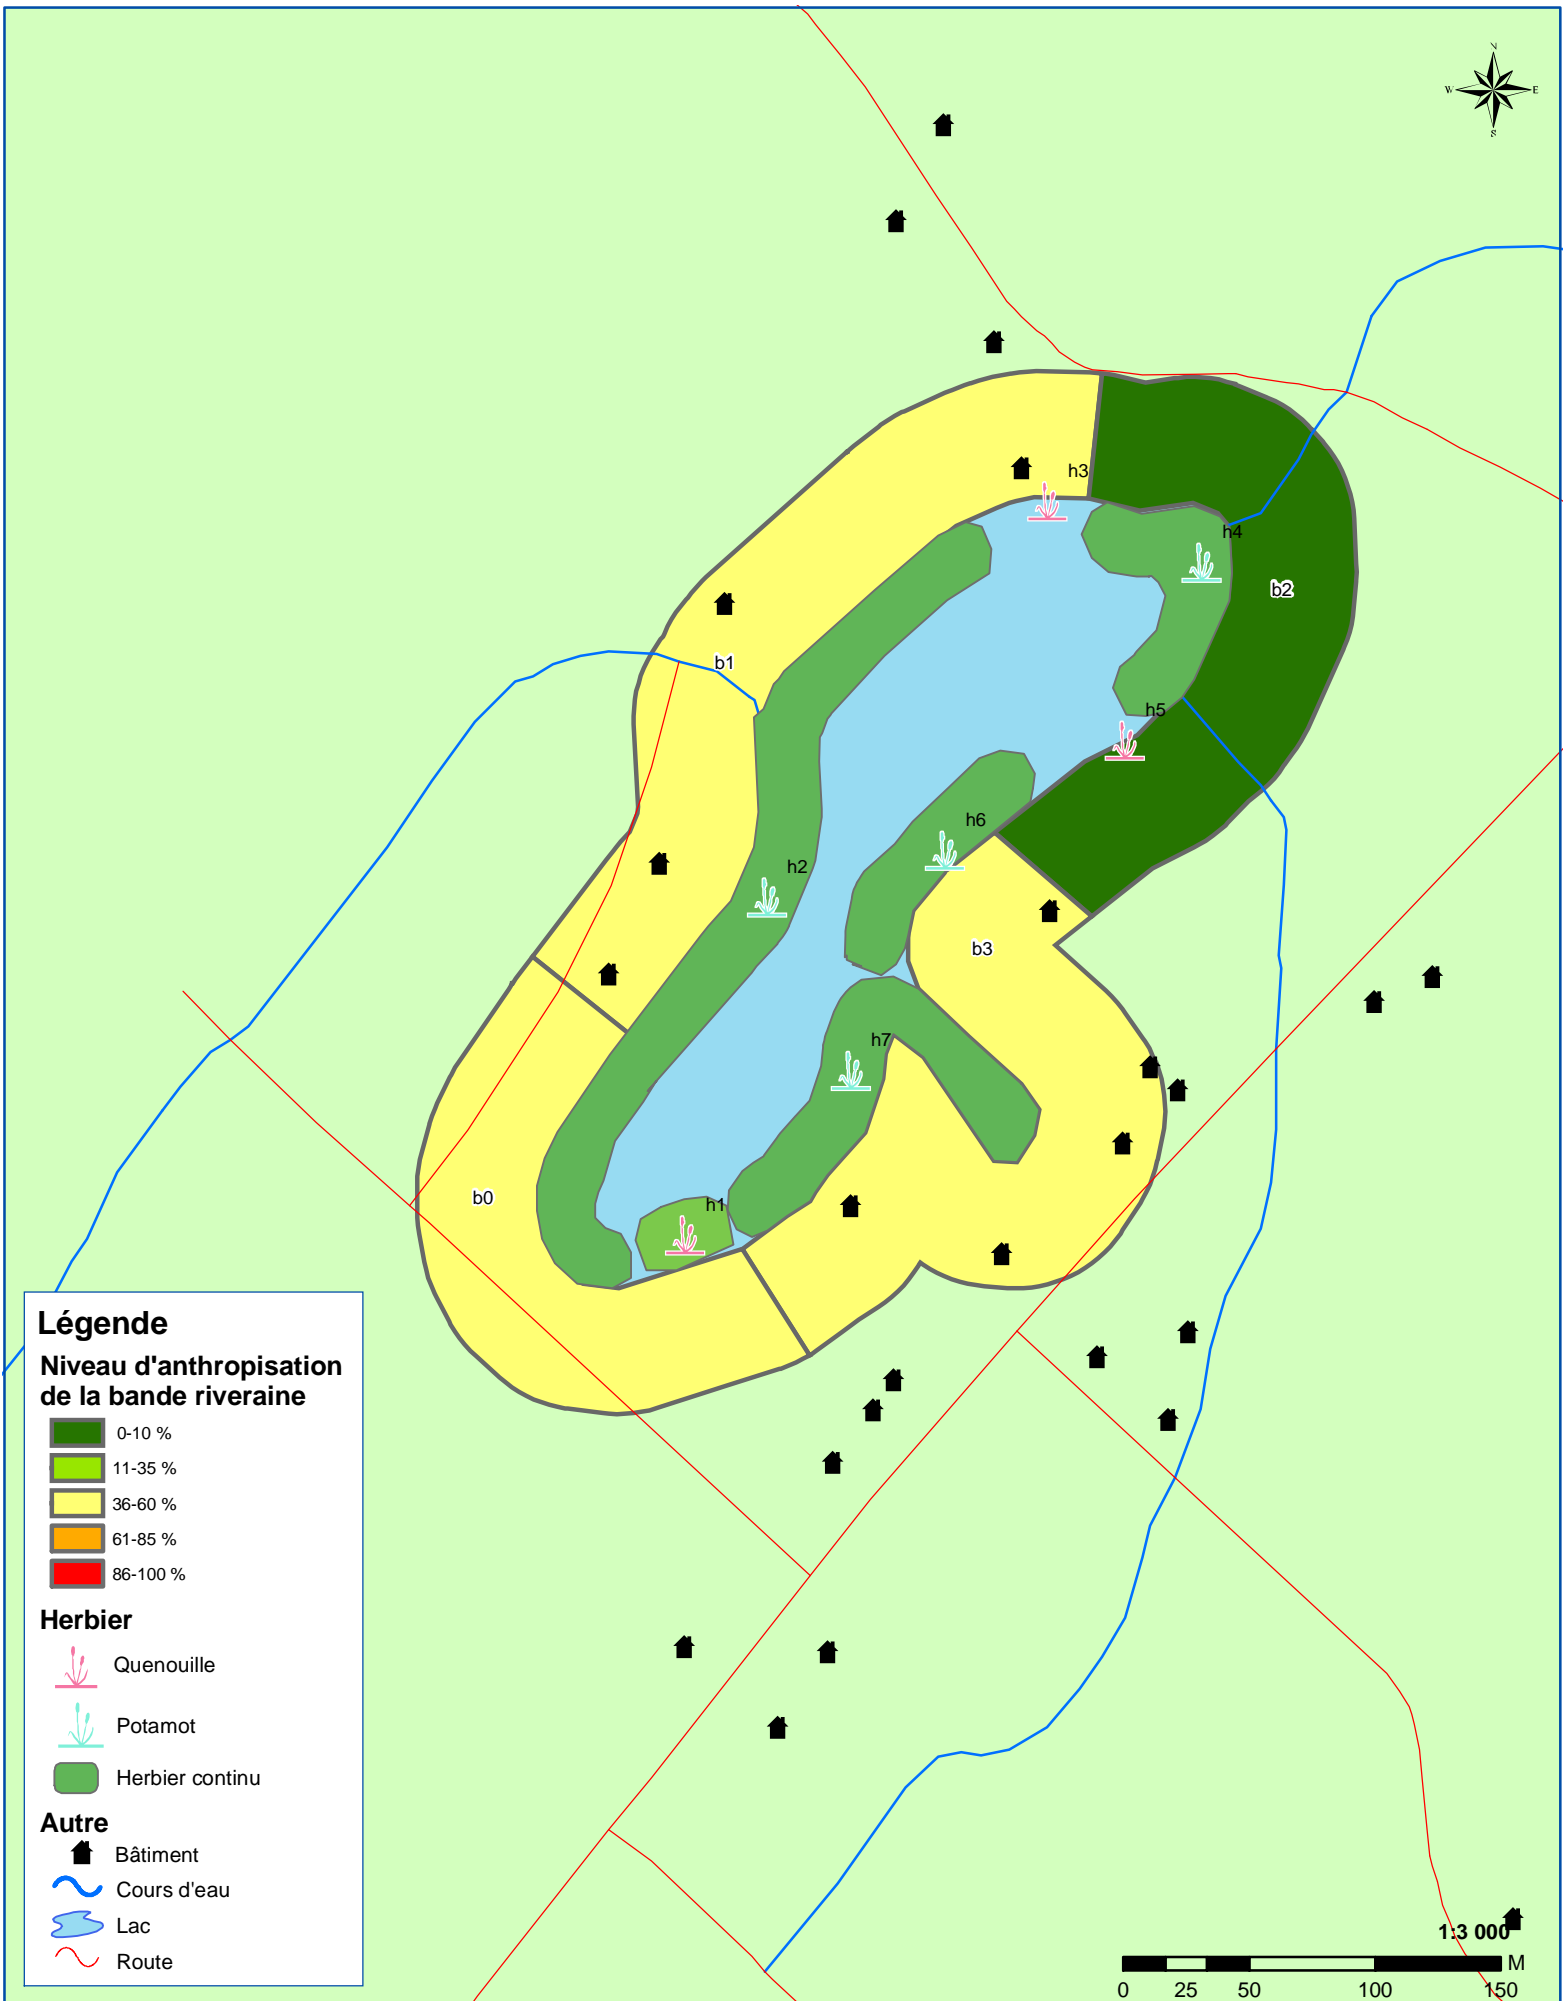 N
W E
S
h3
h4
b2
b1
h5
h6
h2
b3
h7
b0
h1
Légende
Niveau d'anthropisation
de la bande riveraine
0-10 %
11-35 %
36-60 %
61-85 %
86-100 %
Herbier
Quenouille
Potamot
Herbier continu
Autre
Bâtiment
Cours d'eau
Lac
Route
1:3 000
M
0 25 50 100 150